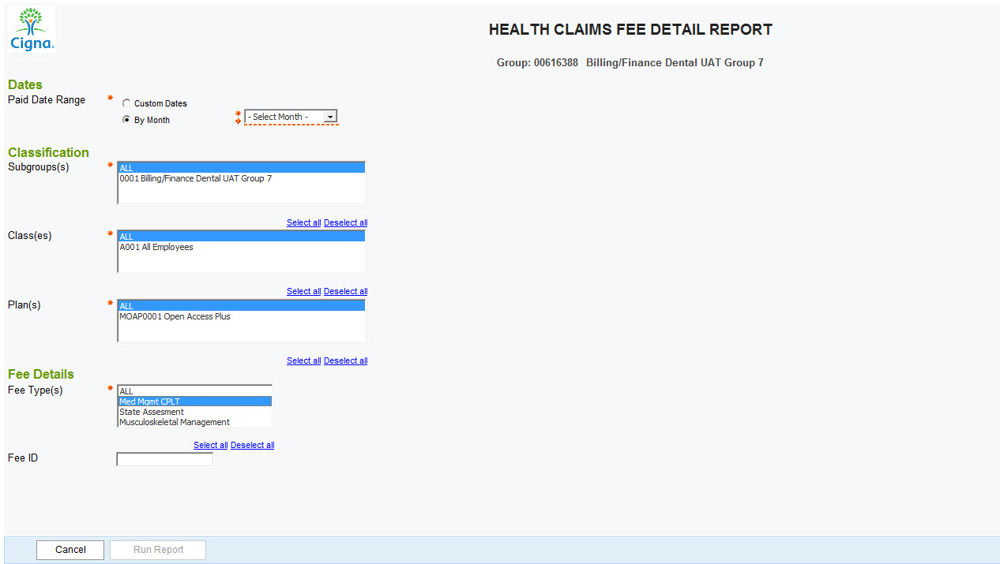 Cigna.
HEALTH CLAIMS FEE DETAIL REPORT
Group: 00616388 Billing/Finance Dental UAT Group 7
Dates
Paid Date Range *
Custom Dates
By Month
* - Select Month -
Classification
Subgroups(s) *
ALL
0001 Billing/Finance Dental UAT Group 7
Select all Deselect all
Class(es) *
ALL
A001 All Employees
Select all Deselect all
Plan(s) *
ALL
MOAP0001 Open Access Plus
Select all Deselect all
Fee Details
Fee Type(s) *
ALL
Med Mgmt CPLT
State Assesment
Musculoskeletal Management
Select all Deselect all
Fee ID
Cancel Run Report